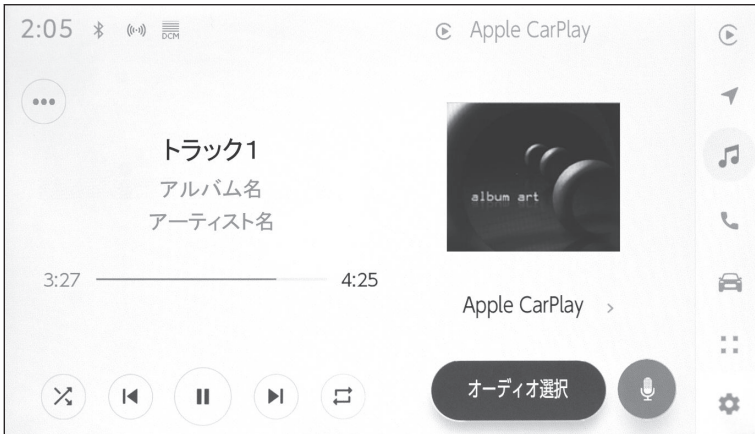 2:05
DCM
Apple CarPlay
トラック1
アルバム名
アーティスト名
3:27
4:25
album art
Apple CarPlay
オーディオ選択